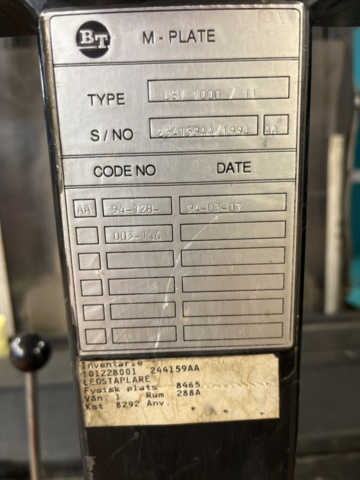 BT M-PLATE
TYPE LSV 1000 / 11
S/NO AA
CODE NO DATE
AA 94-128- 94-03-07
003-146
Inventarie
101228001 244159AA
LEDSTAPLARE
Fysisk plats 8465
Vån: 1 Rum 288A
Kst 8292 Anv.